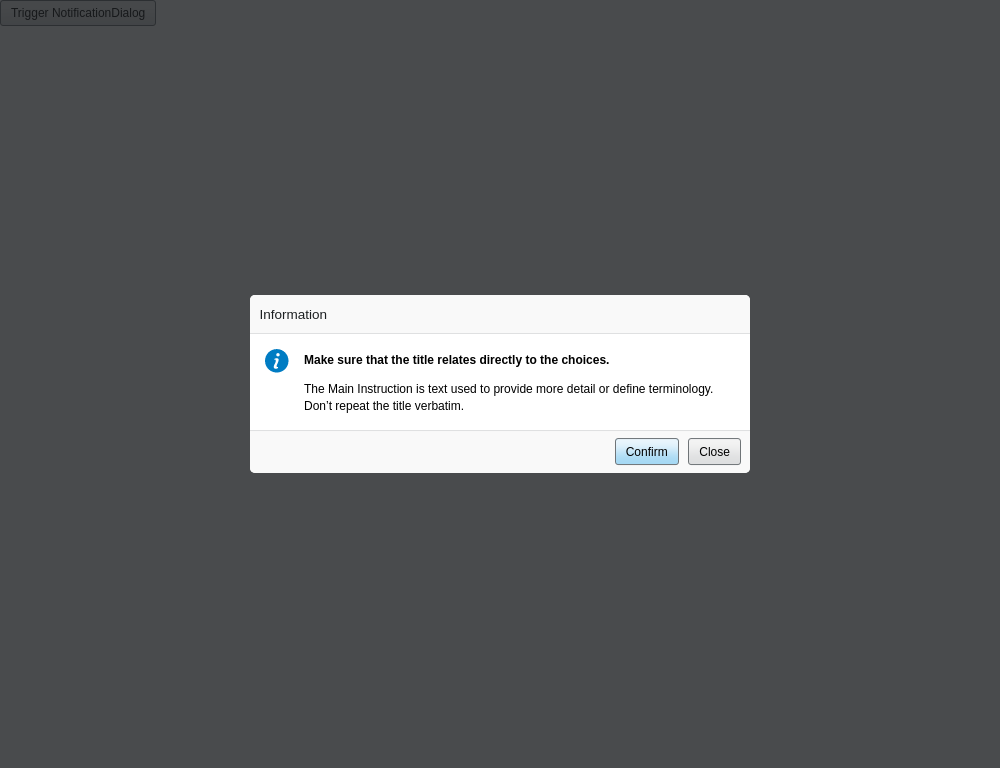 Trigger NotificationDialog
Information
Make sure that the title relates directly to the choices.
The Main Instruction is text used to provide more detail or define terminology.
Don’t repeat the title verbatim.
Confirm Close